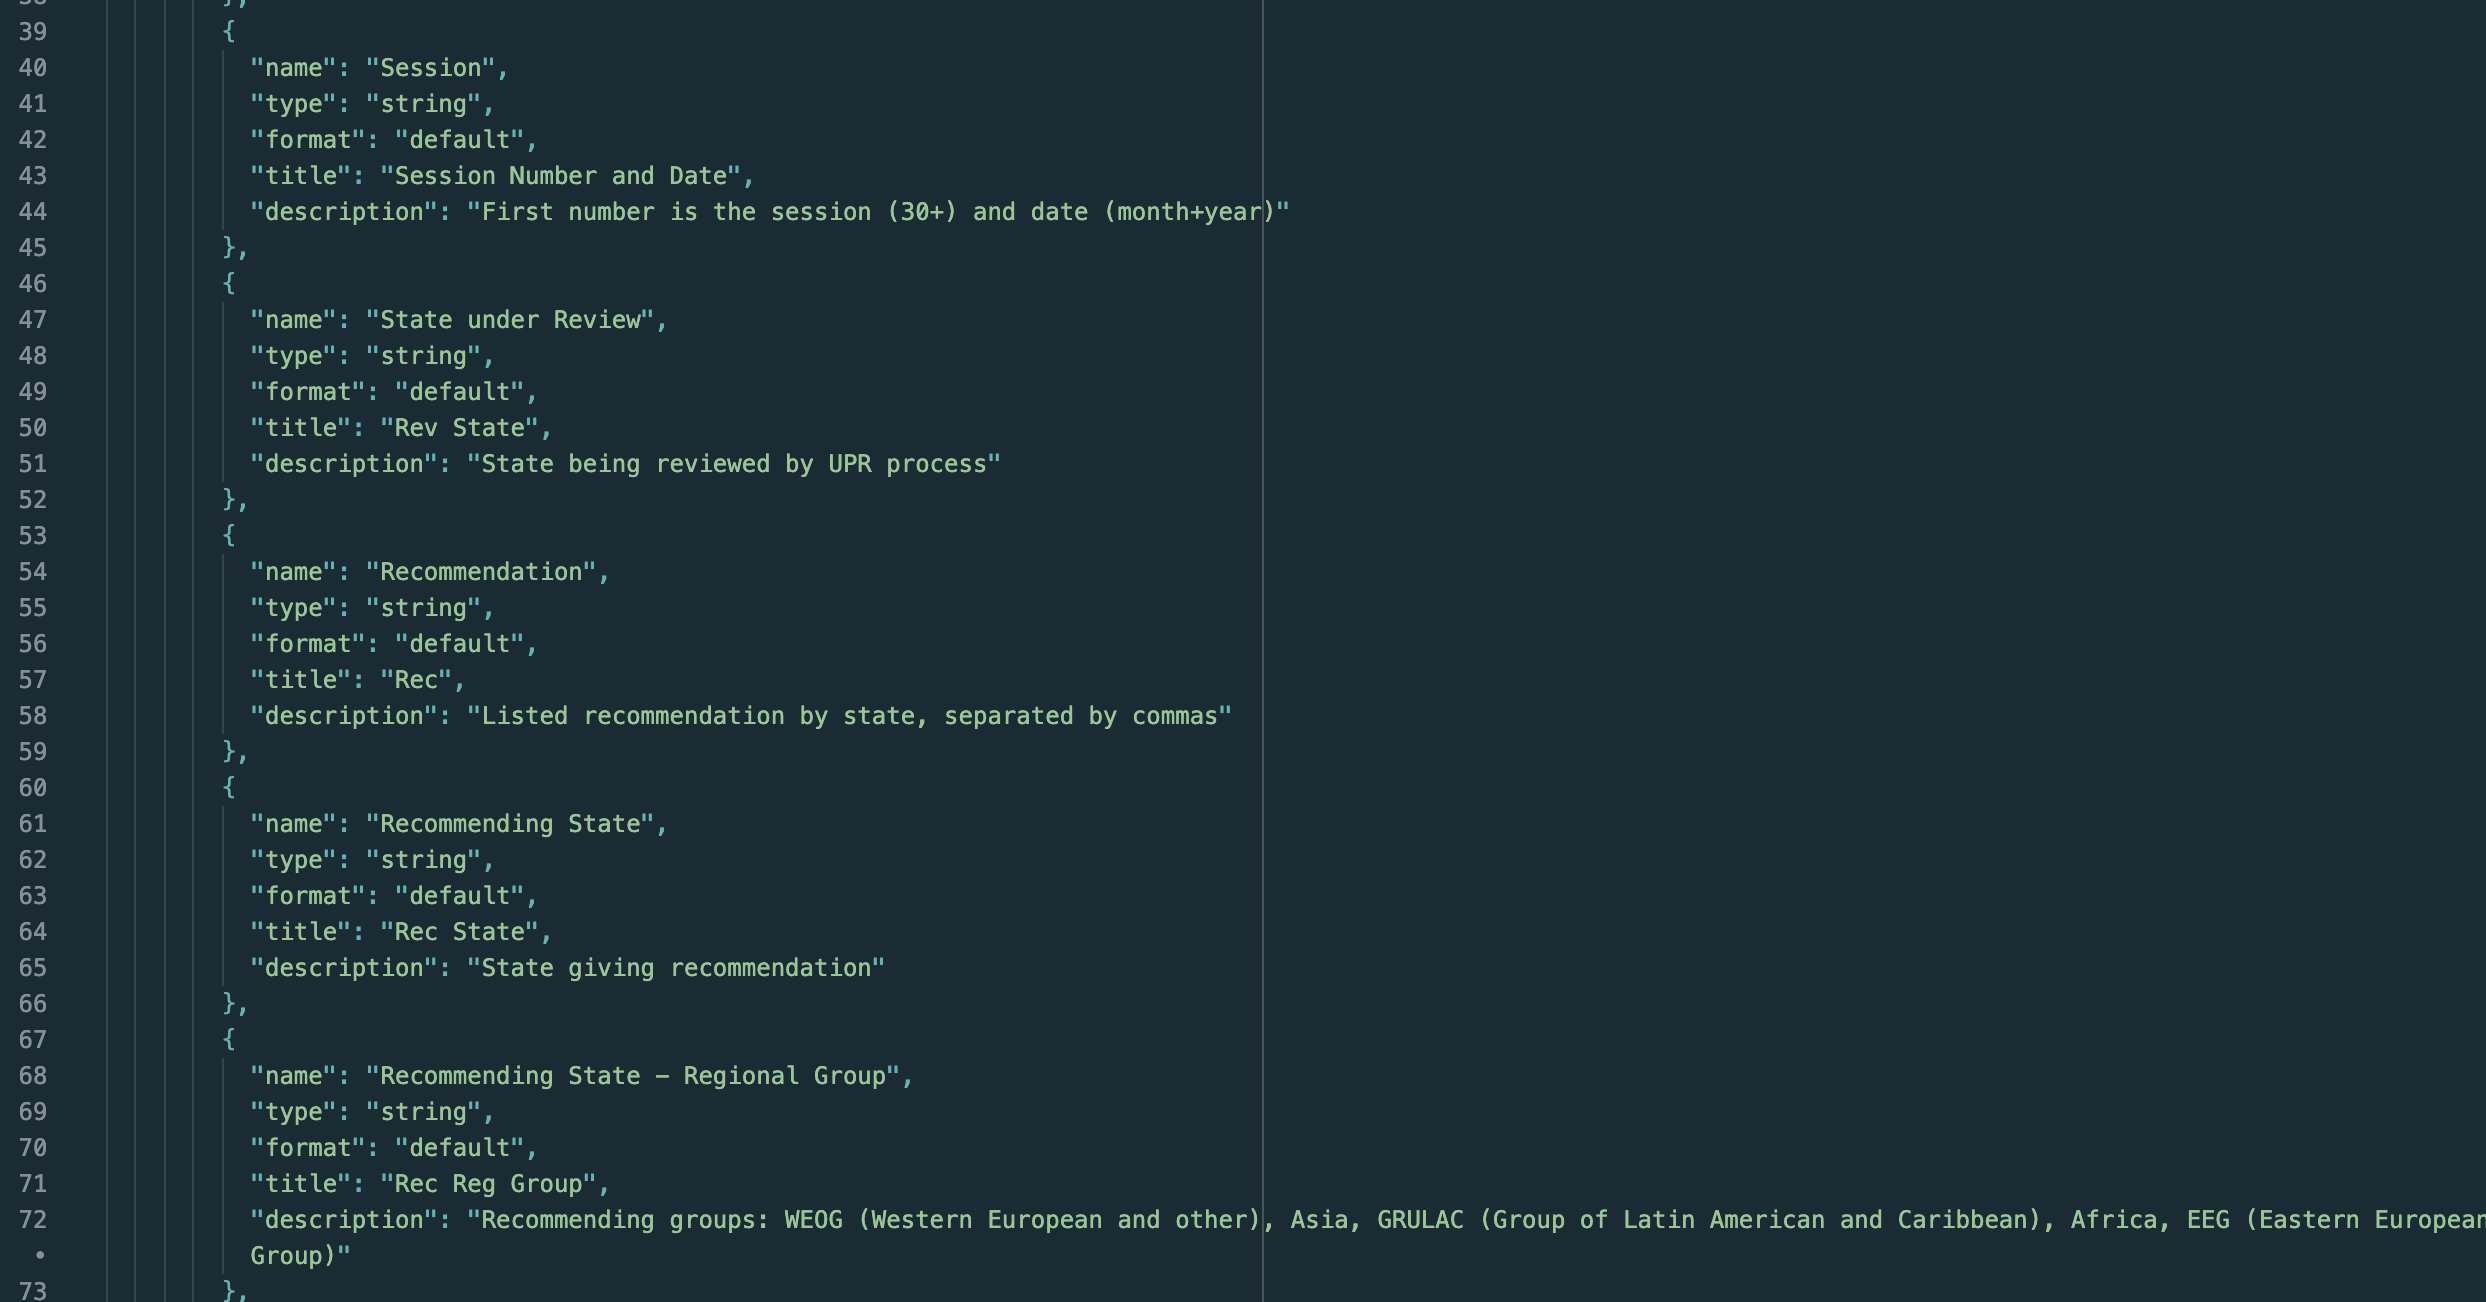 38 },
39 {
40 "name": "Session",
41 "type": "string",
42 "format": "default",
43 "title": "Session Number and Date",
44 "description": "First number is the session (30+) and date (month+year)"
45 },
46 {
47 "name": "State under Review",
48 "type": "string",
49 "format": "default",
50 "title": "Rev State",
51 "description": "State being reviewed by UPR process"
52 },
53 {
54 "name": "Recommendation",
55 "type": "string",
56 "format": "default",
57 "title": "Rec",
58 "description": "Listed recommendation by state, separated by commas"
59 },
60 {
61 "name": "Recommending State",
62 "type": "string",
63 "format": "default",
64 "title": "Rec State",
65 "description": "State giving recommendation"
66 },
67 {
68 "name": "Recommending State - Regional Group",
69 "type": "string",
70 "format": "default",
71 "title": "Rec Reg Group",
72 "description": "Recommending groups: WEOG (Western European and other), Asia, GRULAC (Group of Latin American and Caribbean), Africa, EEG (Eastern European
• Group)"
73 },